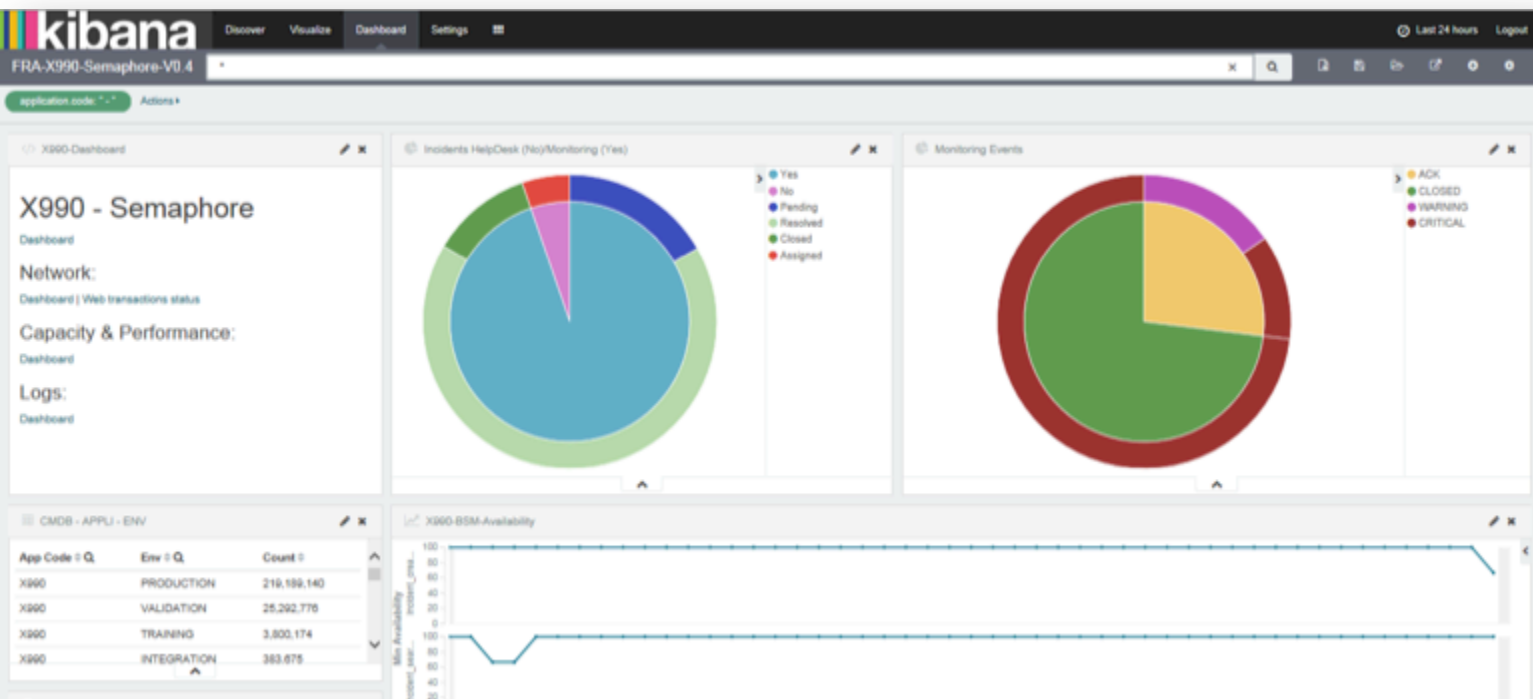 kibana
Discover Visualize Dashboard Settings
Last 24 hours Logout
FRA-X990-Semaphore-V0.4 *
application.code: "-" Actions
X990-Dashboard
X990 - Semaphore
Dashboard
Network:
Dashboard | Web transactions status
Capacity & Performance:
Dashboard
Logs:
Dashboard
Incidents HelpDesk (No)/Monitoring (Yes)
Yes
No
Pending
Resolved
Closed
Assigned
Monitoring Events
ACK
CLOSED
WARNING
CRITICAL
CMDB - APPLI - ENV
App Code Env Count
X990 PRODUCTION 219,189,140
X990 VALIDATION 25,292,776
X990 TRAINING 3,800,174
X990 INTEGRATION 383,675
X990-BSM-Availability
Min Availability
Incident_crea...
100
80
60
40
20
0
100
80
60
40
20